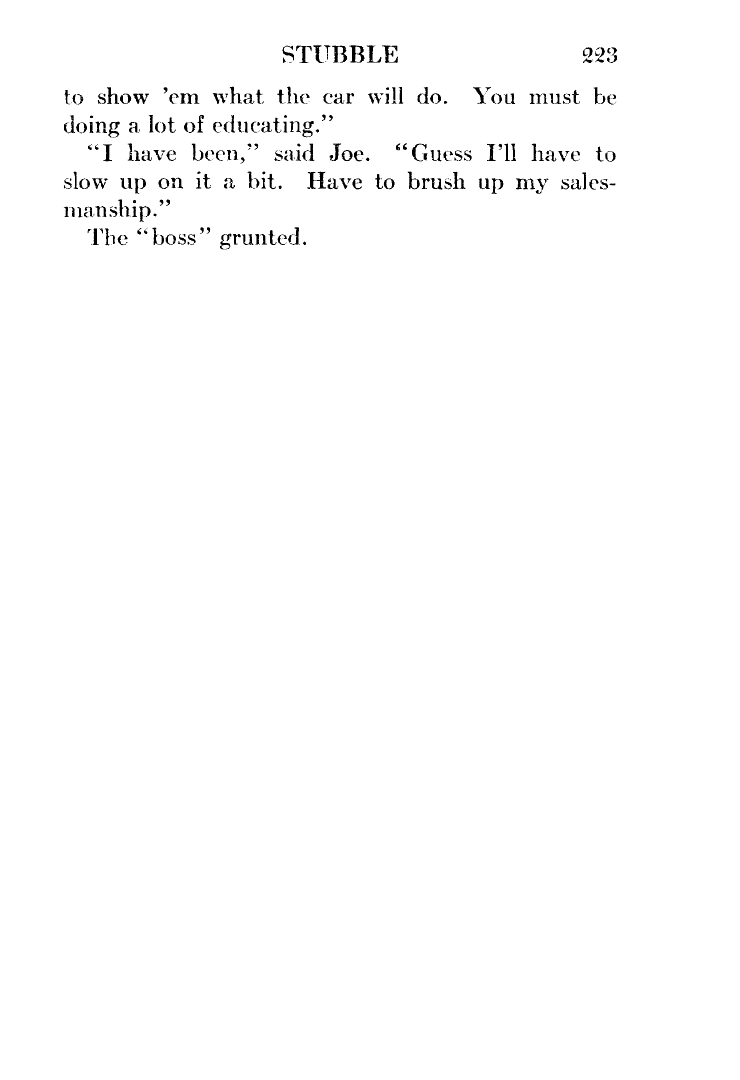 STUBBLE 223
to show 'em what the car will do. You must be
doing a lot of educating."
"I have been," said Joe. "Guess I'll have to
slow up on it a bit. Have to brush up my sales-
manship."
The "boss" grunted.